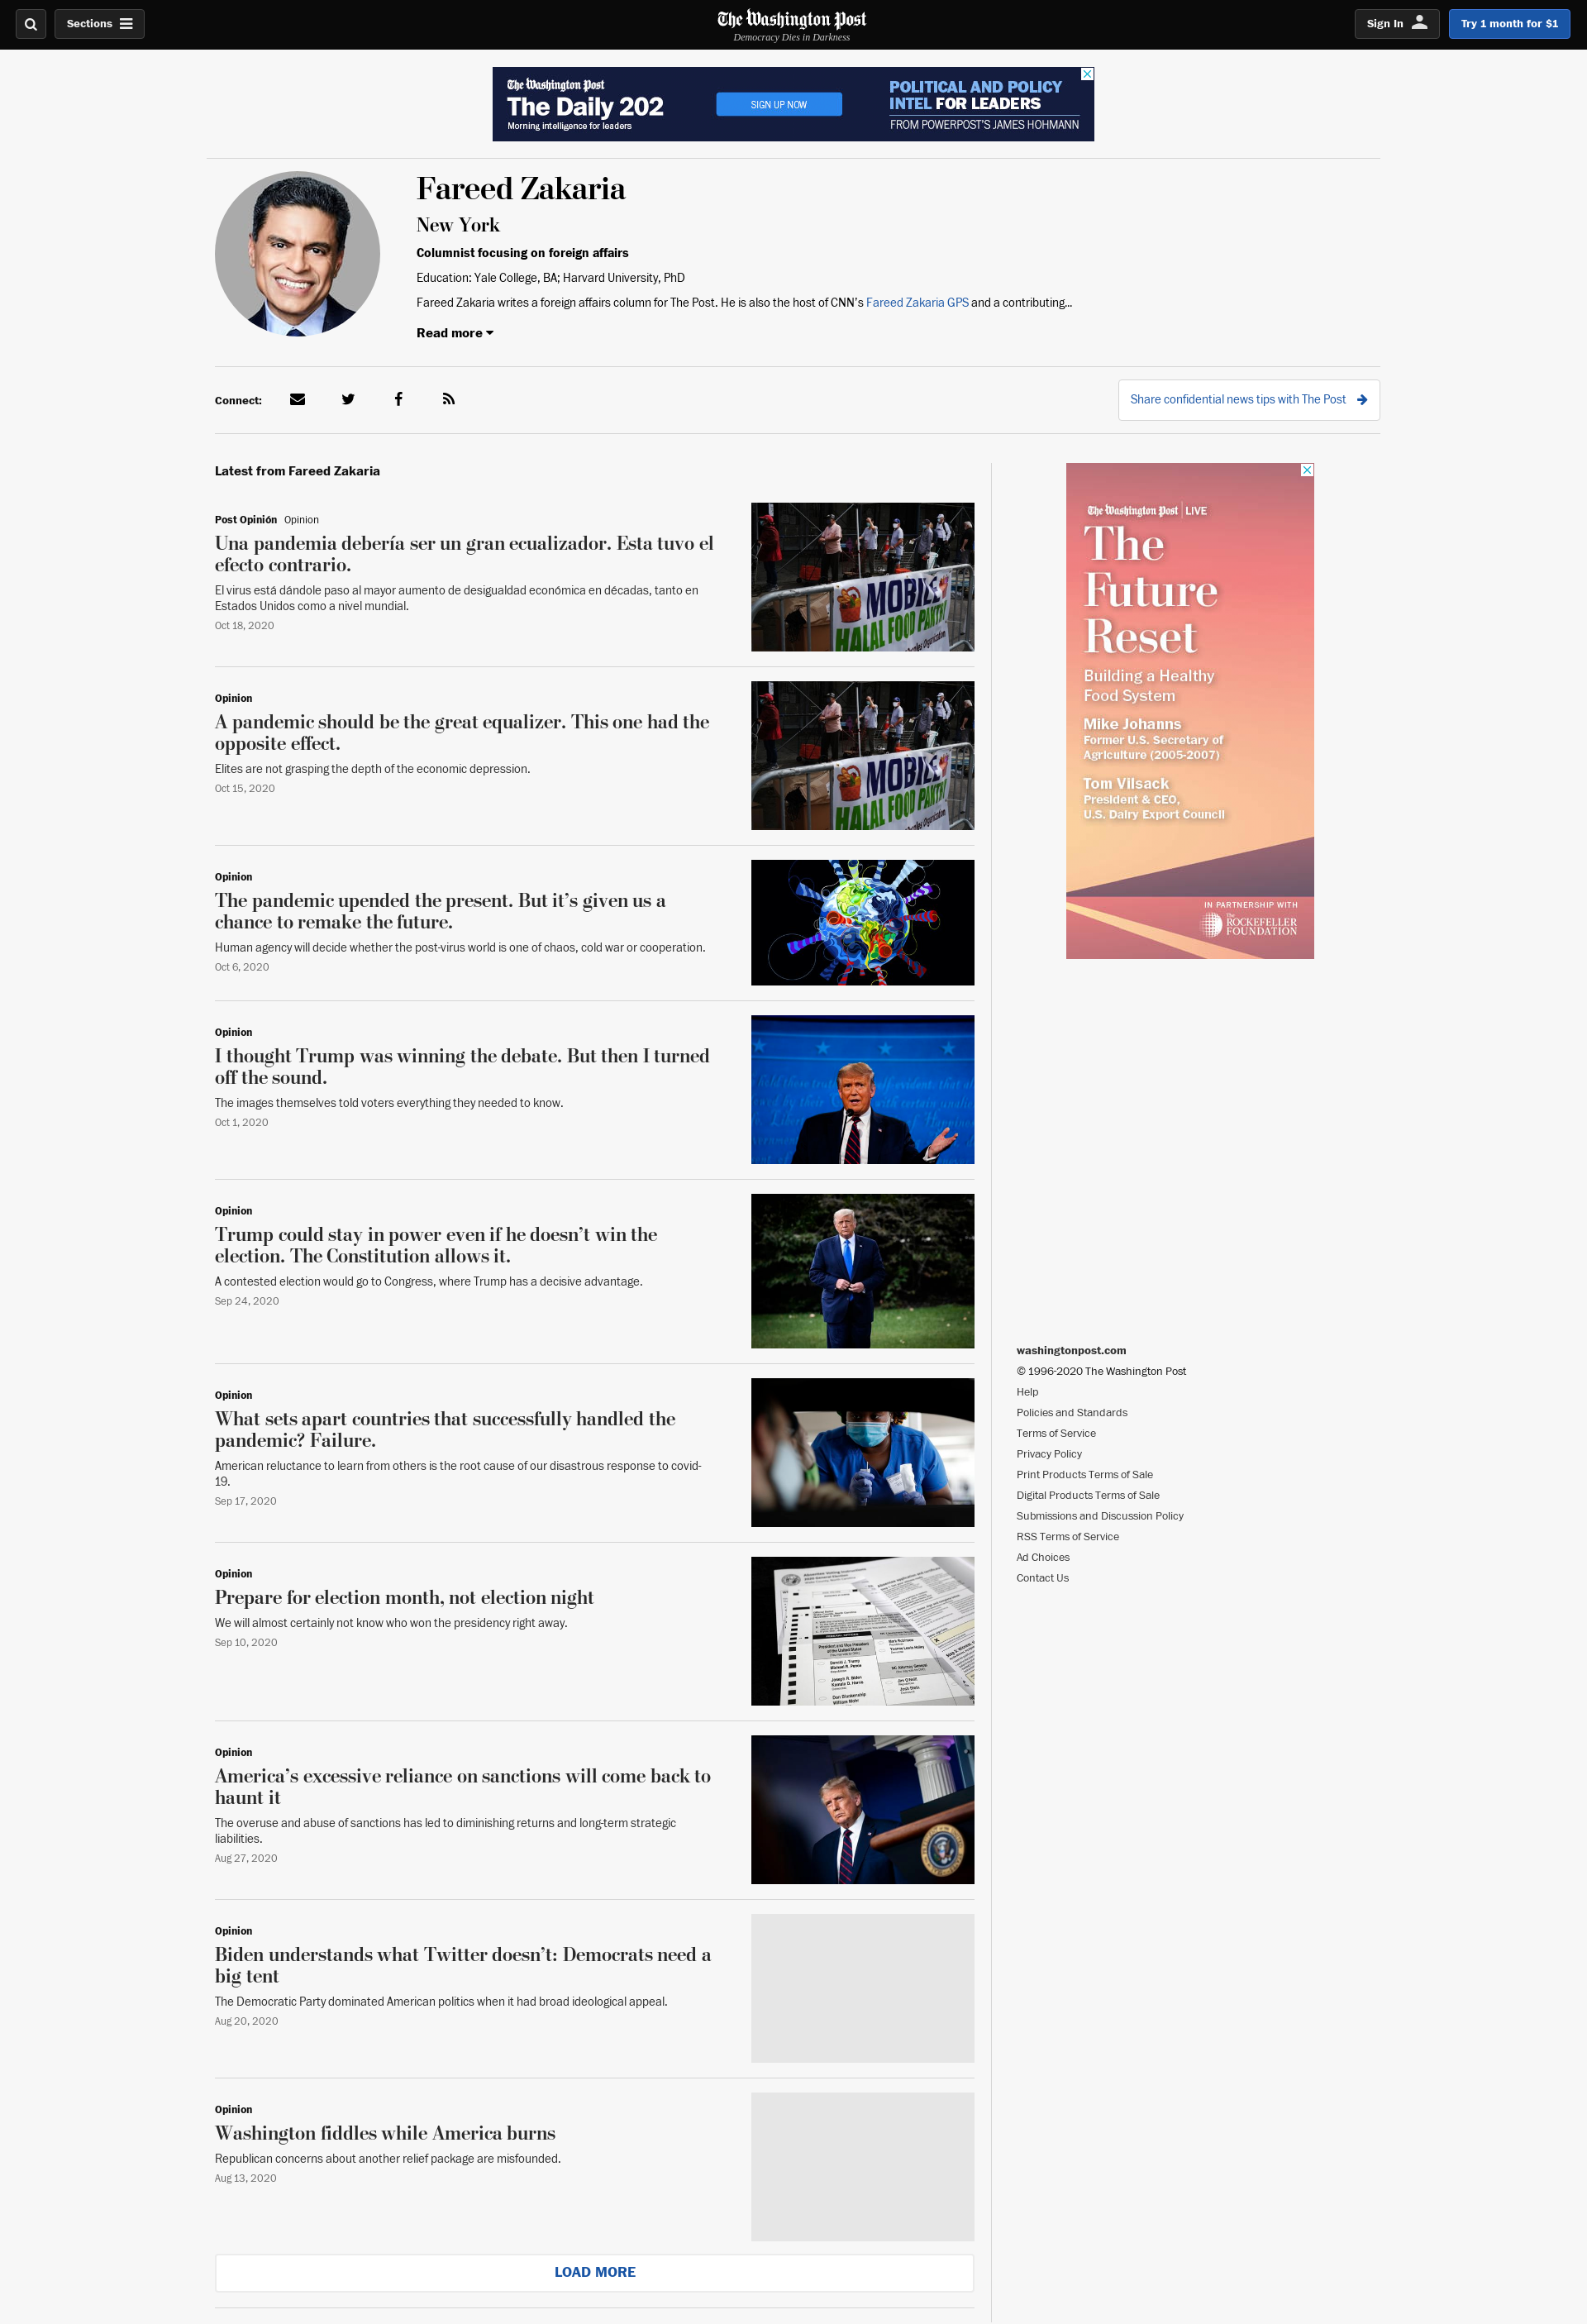 Sections
The Washington Post
Democracy Dies in Darkness
Sign In
Try 1 month for $1
The Washington Post
The Daily 202
Morning intelligence for leaders
SIGN UP NOW
POLITICAL AND POLICY
INTEL FOR LEADERS
FROM POWERPOST'S JAMES HOHMANN
Fareed Zakaria
New York
Columnist focusing on foreign affairs
Education: Yale College, BA; Harvard University, PhD
Fareed Zakaria writes a foreign affairs column for The Post. He is also the host of CNN’s Fareed Zakaria GPS and a contributing...
Read more
Connect:
Share confidential news tips with The Post
Latest from Fareed Zakaria
Post Opinión Opinion
Una pandemia debería ser un gran ecualizador. Esta tuvo el
efecto contrario.
El virus está dándole paso al mayor aumento de desigualdad económica en décadas, tanto en
Estados Unidos como a nivel mundial.
Oct 18, 2020
MOBILE
HALAL FOOD PANTRY
Opinion
A pandemic should be the great equalizer. This one had the
opposite effect.
Elites are not grasping the depth of the economic depression.
Oct 15, 2020
MOBILE
HALAL FOOD PANTRY
Opinion
The pandemic upended the present. But it’s given us a
chance to remake the future.
Human agency will decide whether the post-virus world is one of chaos, cold war or cooperation.
Oct 6, 2020
Opinion
I thought Trump was winning the debate. But then I turned
off the sound.
The images themselves told voters everything they needed to know.
Oct 1, 2020
Opinion
Trump could stay in power even if he doesn’t win the
election. The Constitution allows it.
A contested election would go to Congress, where Trump has a decisive advantage.
Sep 24, 2020
Opinion
What sets apart countries that successfully handled the
pandemic? Failure.
American reluctance to learn from others is the root cause of our disastrous response to covid-
19.
Sep 17, 2020
Opinion
Prepare for election month, not election night
We will almost certainly not know who won the presidency right away.
Sep 10, 2020
Opinion
America’s excessive reliance on sanctions will come back to
haunt it
The overuse and abuse of sanctions has led to diminishing returns and long-term strategic
liabilities.
Aug 27, 2020
Opinion
Biden understands what Twitter doesn’t: Democrats need a
big tent
The Democratic Party dominated American politics when it had broad ideological appeal.
Aug 20, 2020
Opinion
Washington fiddles while America burns
Republican concerns about another relief package are misfounded.
Aug 13, 2020
LOAD MORE
The Washington Post LIVE
The
Future
Reset
Building a Healthy
Food System
Mike Johanns
Former U.S. Secretary of
Agriculture (2005-2007)
Tom Vilsack
President & CEO,
U.S. Dairy Export Council
IN PARTNERSHIP WITH
The
ROCKEFELLER
FOUNDATION
washingtonpost.com
© 1996-2020 The Washington Post
Help
Policies and Standards
Terms of Service
Privacy Policy
Print Products Terms of Sale
Digital Products Terms of Sale
Submissions and Discussion Policy
RSS Terms of Service
Ad Choices
Contact Us